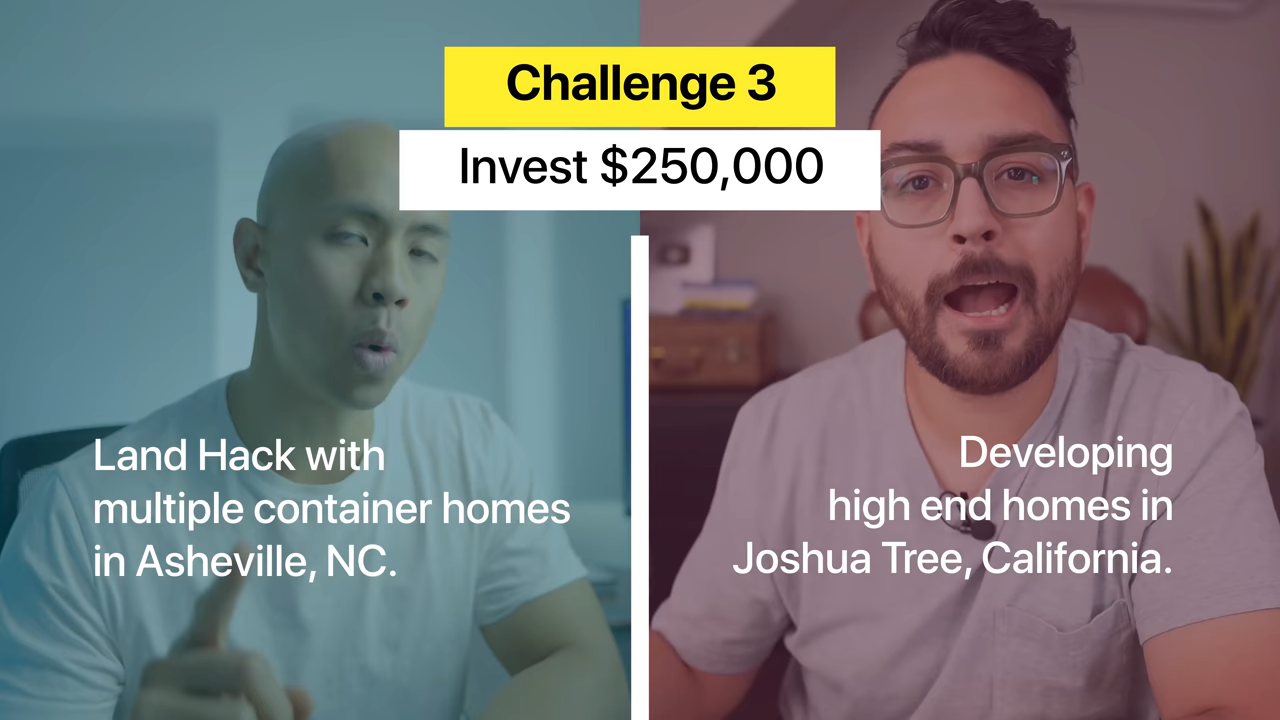 Challenge 3
Invest $250,000
Land Hack with
multiple container homes
in Asheville, NC.
Developing
high end homes in
Joshua Tree, California.